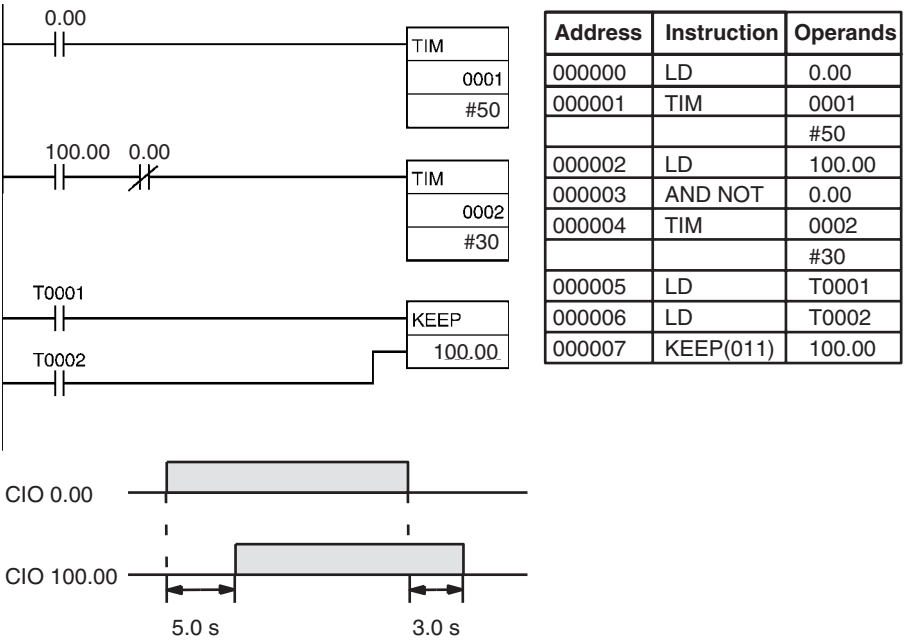 0.00
TIM
0001
#50
100.00 0.00
TIM
0002
#30
T0001
KEEP
100.00
T0002
Address Instruction Operands
000000 LD 0.00
000001 TIM 0001
#50
000002 LD 100.00
000003 AND NOT 0.00
000004 TIM 0002
#30
000005 LD T0001
000006 LD T0002
000007 KEEP(011) 100.00
CIO 0.00
CIO 100.00
5.0 s 3.0 s